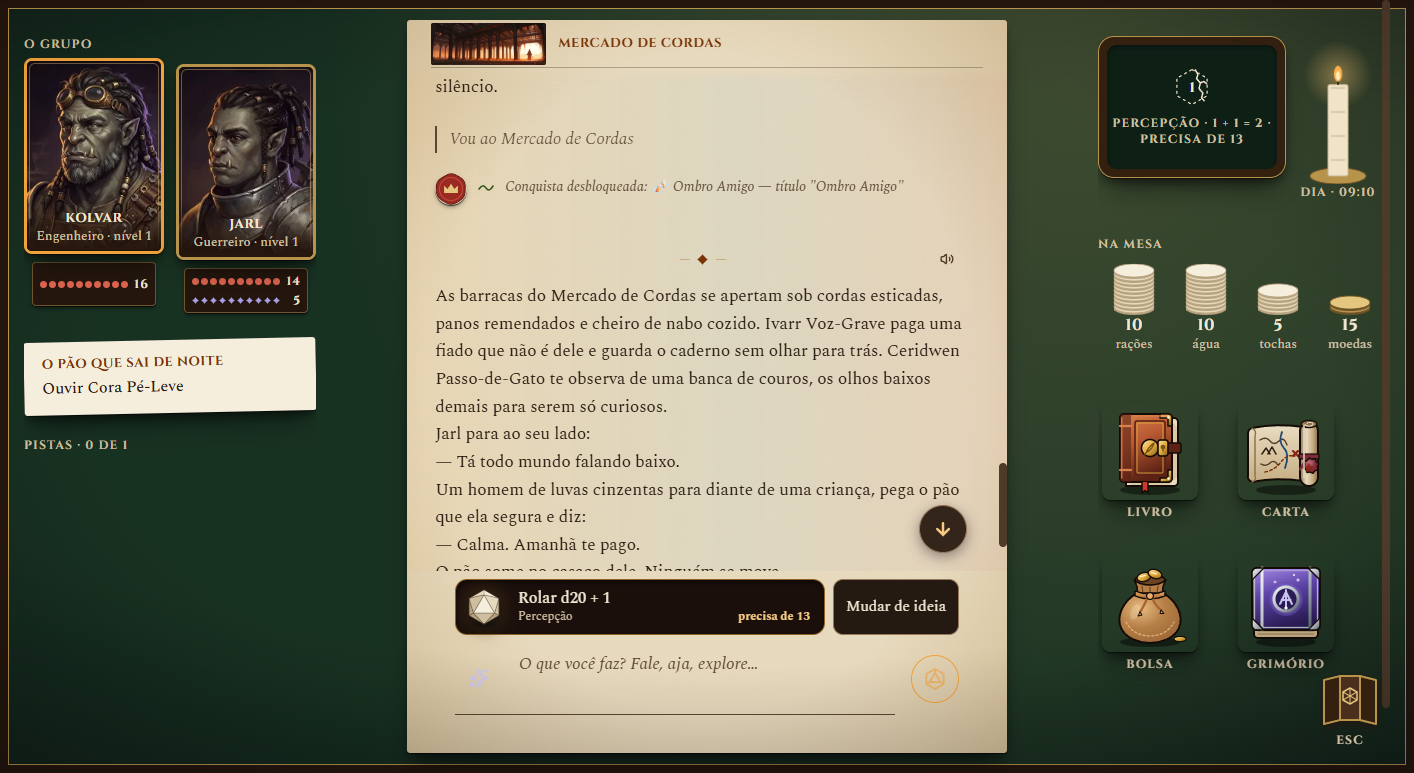 O GRUPO
KOLVAR
Engenheiro · nível 1
16
JARL
Guerreiro · nível 1
14
5
O PÃO QUE SAI DE NOITE
Ouvir Cora Pé-Leve
PISTAS · 0 DE 1
MERCADO DE CORDAS
silêncio.
Vou ao Mercado de Cordas
Conquista desbloqueada: Ombro Amigo — título "Ombro Amigo"
As barracas do Mercado de Cordas se apertam sob cordas esticadas,
panos remendados e cheiro de nabo cozido. Ivarr Voz-Grave paga uma
fiado que não é dele e guarda o caderno sem olhar para trás. Ceridwen
Passo-de-Gato te observa de uma banca de couros, os olhos baixos
demais para serem só curiosos.
Jarl para ao seu lado:
— Tá todo mundo falando baixo.
Um homem de luvas cinzentas para diante de uma criança, pega o pão
que ela segura e diz:
— Calma. Amanhã te pago.
O pão some no casaco dele. Ninguém se move.
Rolar d20 + 1
Percepção
precisa de 13
Mudar de ideia
O que você faz? Fale, aja, explore...
1
PERCEPÇÃO · 1 + 1 = 2 ·
PRECISA DE 13
DIA · 09:10
NA MESA
10
rações
10
água
5
tochas
15
moedas
LIVRO
CARTA
BOLSA
GRIMÓRIO
ESC